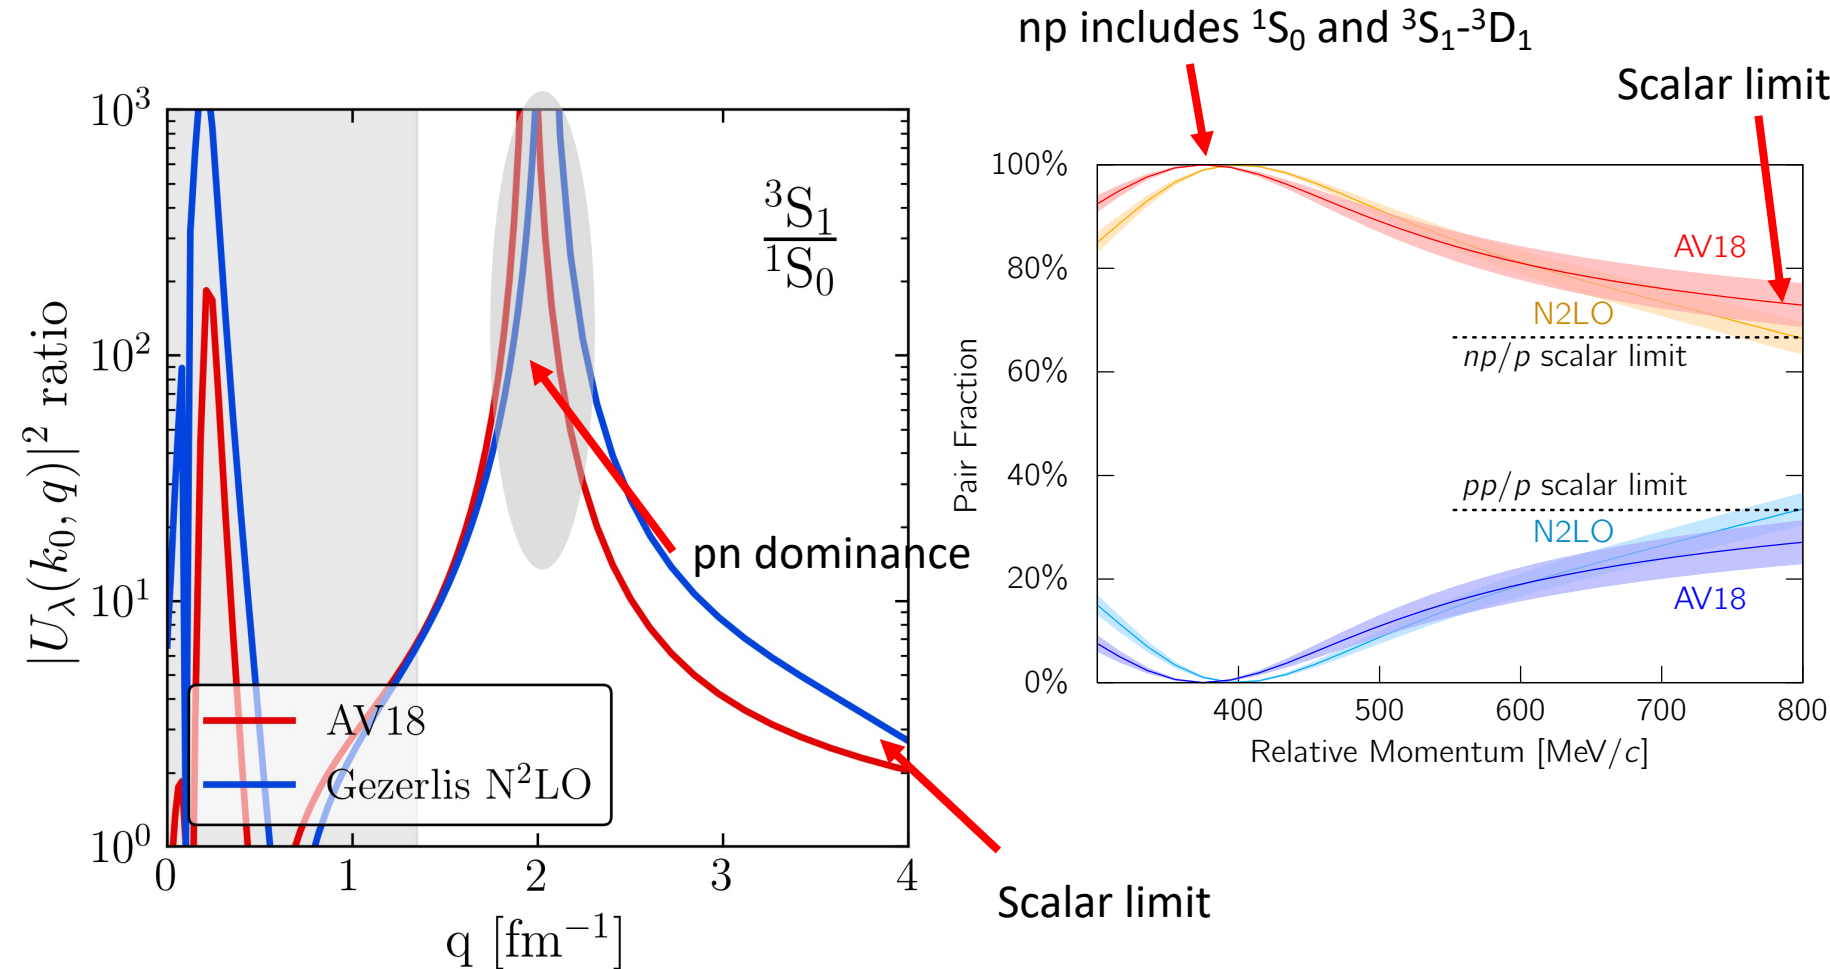 np includes ¹S₀ and ³S₁-³D₁
Scalar limit
10³
10²
10¹
10⁰
|U_λ(k₀, q)|² ratio
³S₁
¹S₀
pn dominance
AV18
Gezerlis N²LO
0 1 2 3 4
q [fm⁻¹]
Scalar limit
100%
80%
60%
40%
20%
0%
Pair Fraction
AV18
N2LO
np/p scalar limit
pp/p scalar limit
N2LO
AV18
400 500 600 700 800
Relative Momentum [MeV/c]